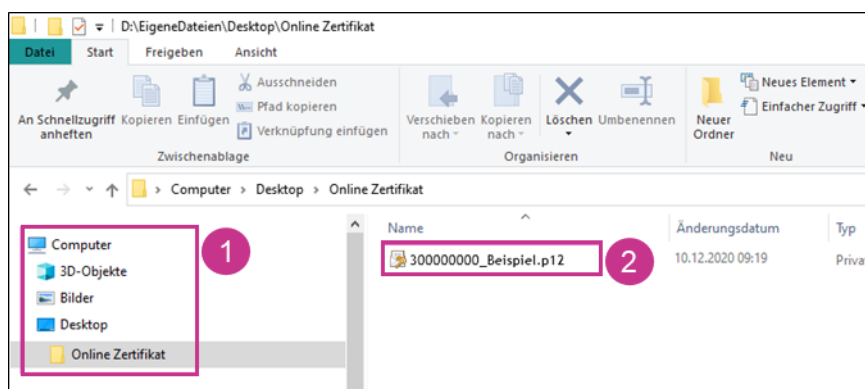 D:\EigeneDateien\Desktop\Online Zertifikat
Datei Start Freigeben Ansicht
An Schnellzugriff anheften
Kopieren
Einfügen
Ausschneiden
Pfad kopieren
Verknüpfung einfügen
Zwischenablage
Verschieben nach
Kopieren nach
Löschen
Umbenennen
Organisieren
Neuer Ordner
Neues Element
Einfacher Zugriff
Neu
Computer > Desktop > Online Zertifikat
Computer
3D-Objekte
Bilder
Desktop
Online Zertifikat
1
Name Änderungsdatum Typ
300000000_Beispiel.p12 2 10.12.2020 09:19 Priva